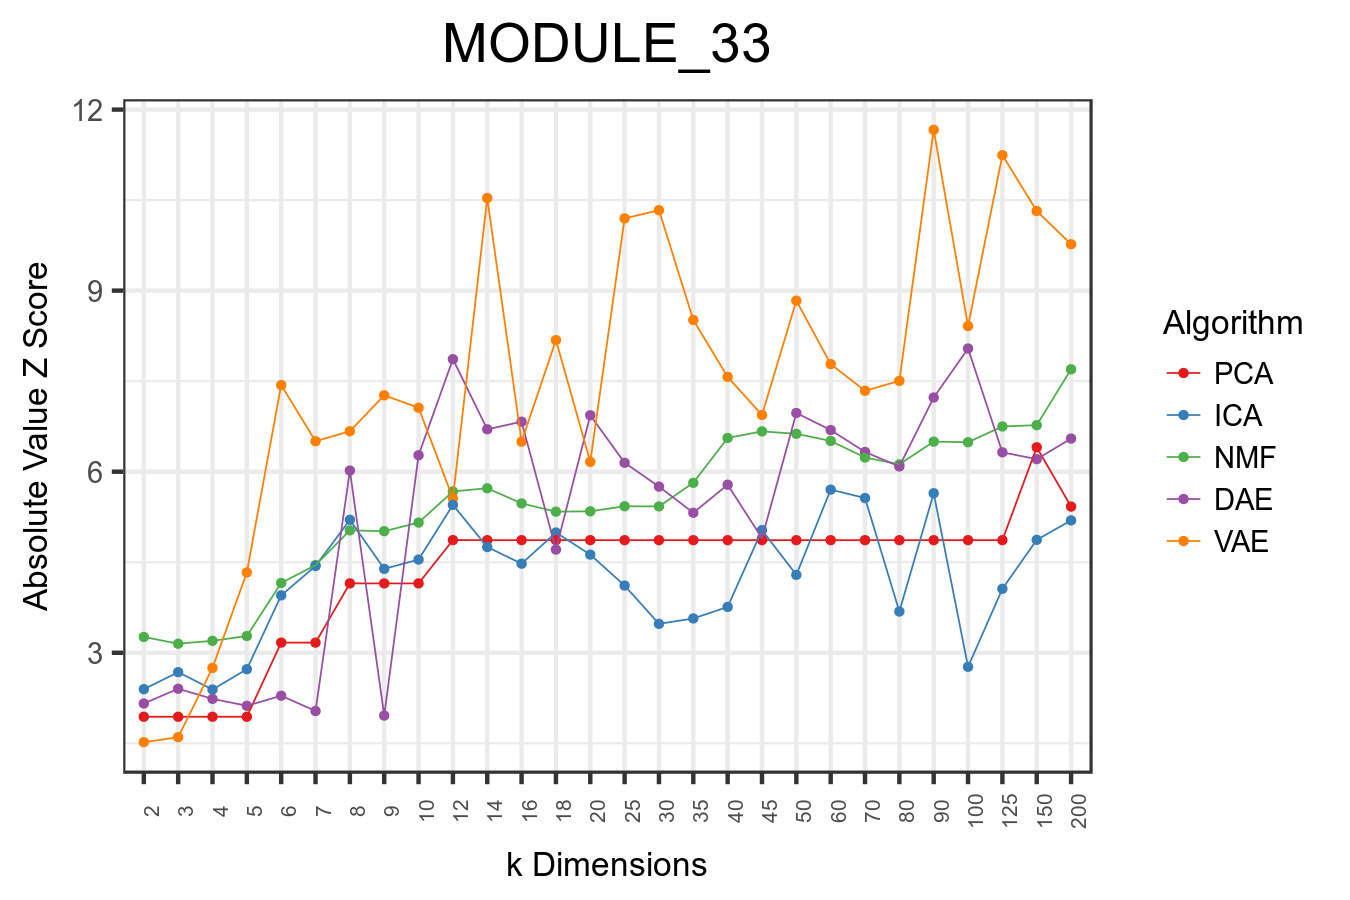 MODULE_33
Absolute Value Z Score
12
9
6
3
2 3 4 5 6 7 8 9 10 12 14 16 18 20 25 30 35 40 45 50 60 70 80 90 100 125 150 200
k Dimensions
Algorithm
PCA
ICA
NMF
DAE
VAE